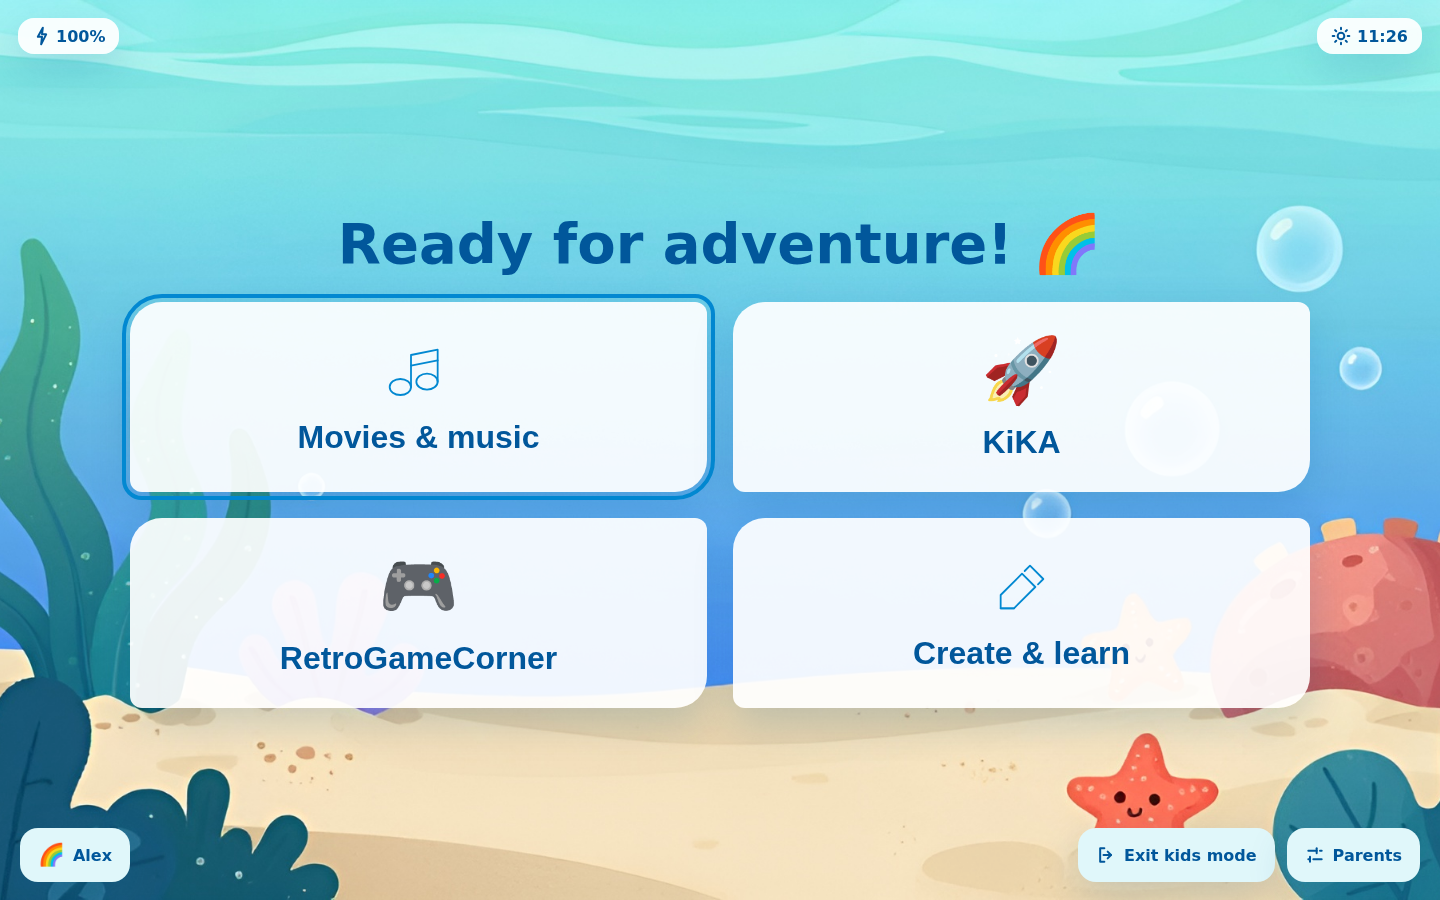 100%
11:26
Ready for adventure!
Movies & music
KiKA
RetroGameCorner
Create & learn
Alex
Exit kids mode
Parents